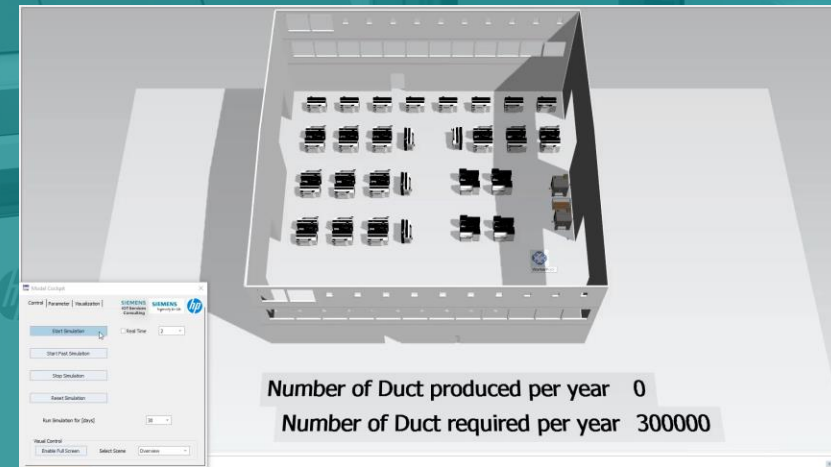 Model Cockpit
Control Parameter Visualization
SIEMENS
SIEMENS
hp
Start Simulation
Real Time 2
Start Fast Simulation
Stop Simulation
Reset Simulation
Run Simulation for [days] 30
Visual Control
Enable Full Screen Select Scene Overview
Number of Duct produced per year 0
Number of Duct required per year 300000